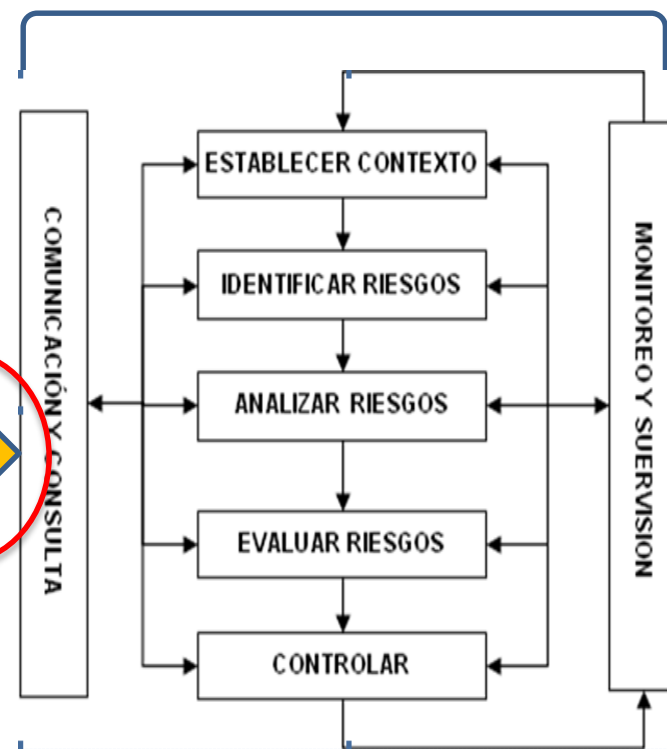 COMUNICACIÓN Y CONSULTA
ESTABLECER CONTEXTO
IDENTIFICAR RIESGOS
ANALIZAR RIESGOS
EVALUAR RIESGOS
CONTROLAR
MONITOREO Y SUERVISION